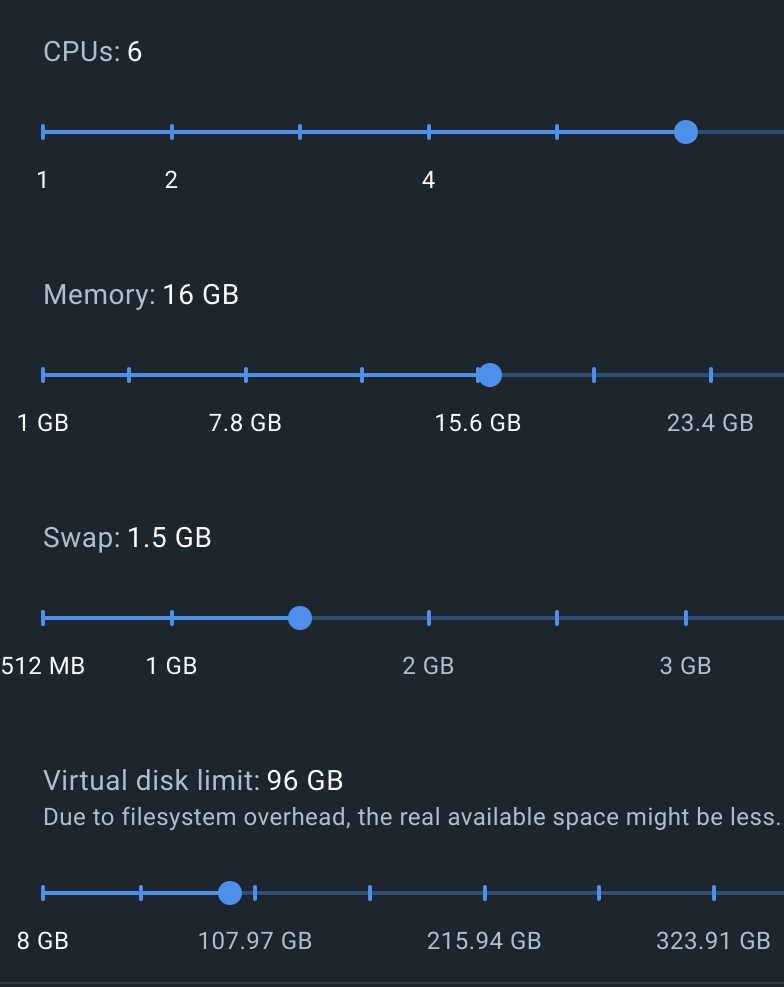 CPUs: 6
1 2 4
Memory: 16 GB
1 GB 7.8 GB 15.6 GB 23.4 GB
Swap: 1.5 GB
512 MB 1 GB 2 GB 3 GB
Virtual disk limit: 96 GB
Due to filesystem overhead, the real available space might be less.
8 GB 107.97 GB 215.94 GB 323.91 GB